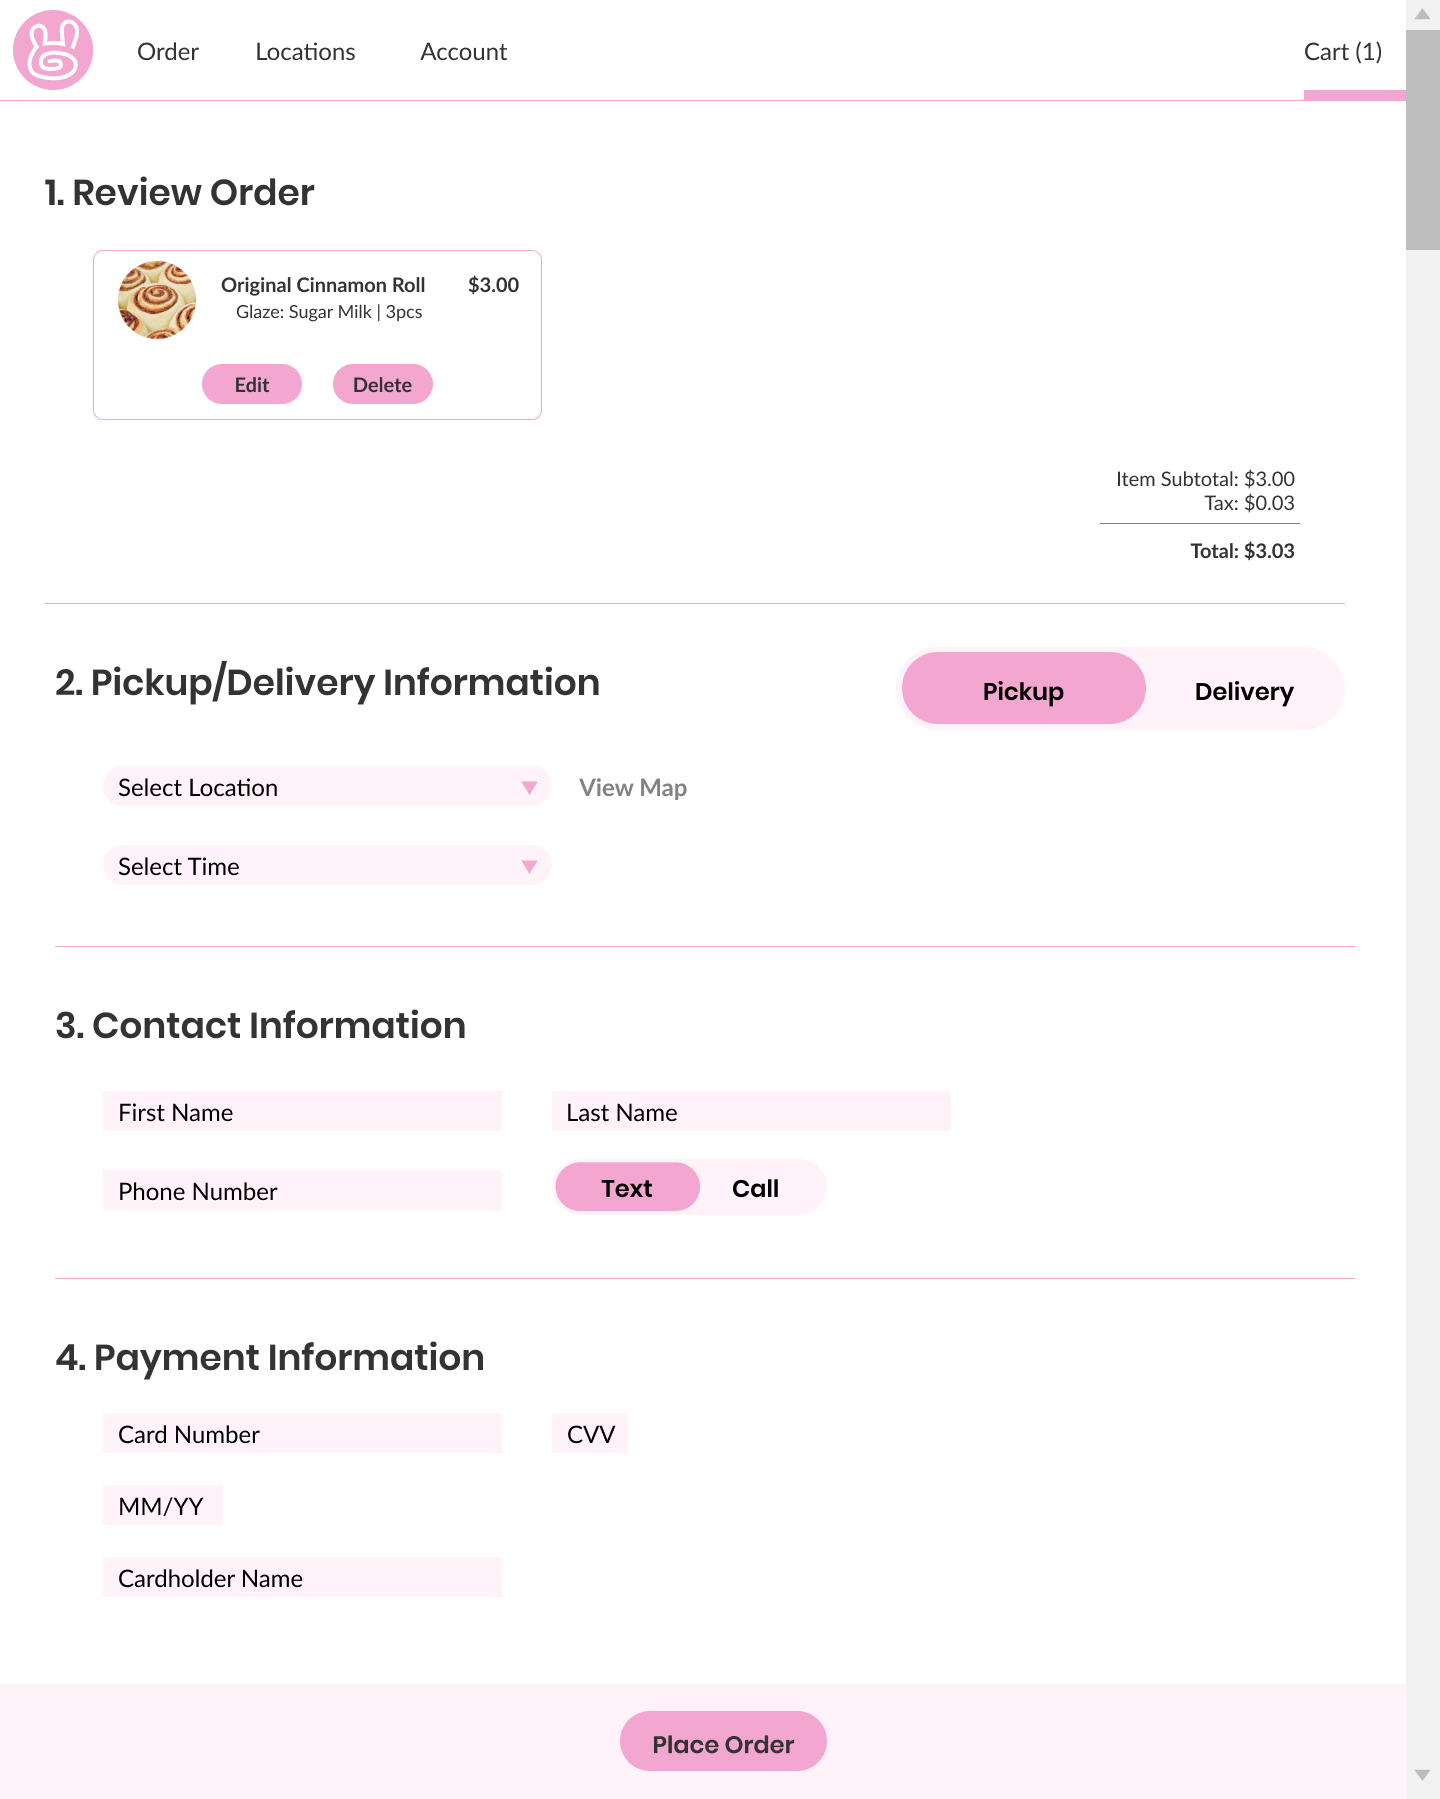 Order Locations Account Cart (1)
1. Review Order
Original Cinnamon Roll $3.00
Glaze: Sugar Milk | 3pcs
Edit Delete
Item Subtotal: $3.00
Tax: $0.03
Total: $3.03
2. Pickup/Delivery Information
Pickup Delivery
Select Location View Map
Select Time
3. Contact Information
First Name Last Name
Phone Number Text Call
4. Payment Information
Card Number CVV
MM/YY
Cardholder Name
Place Order